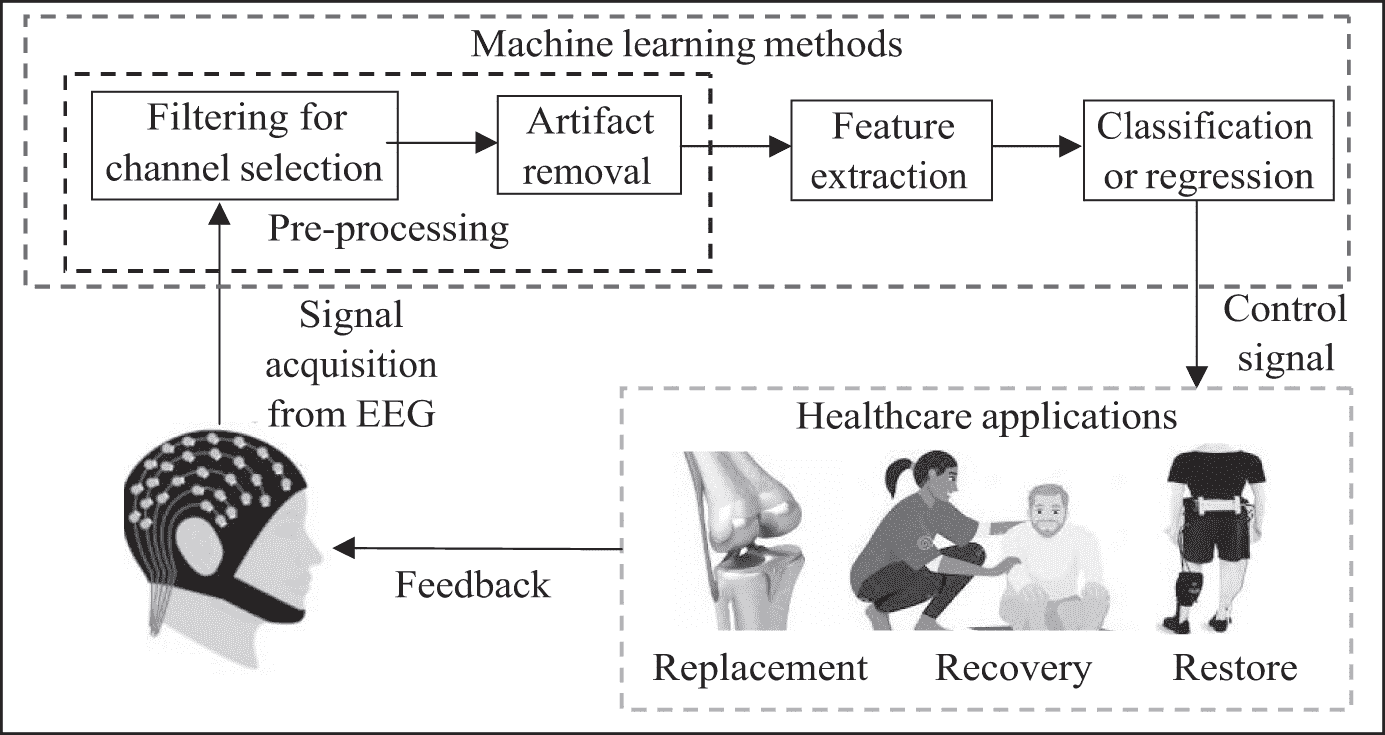 Machine learning methods
Filtering for
channel selection
Artifact
removal
Feature
extraction
Classification
or regression
Pre-processing
Signal
acquisition
from EEG
Control
signal
Healthcare applications
Feedback
Replacement
Recovery
Restore